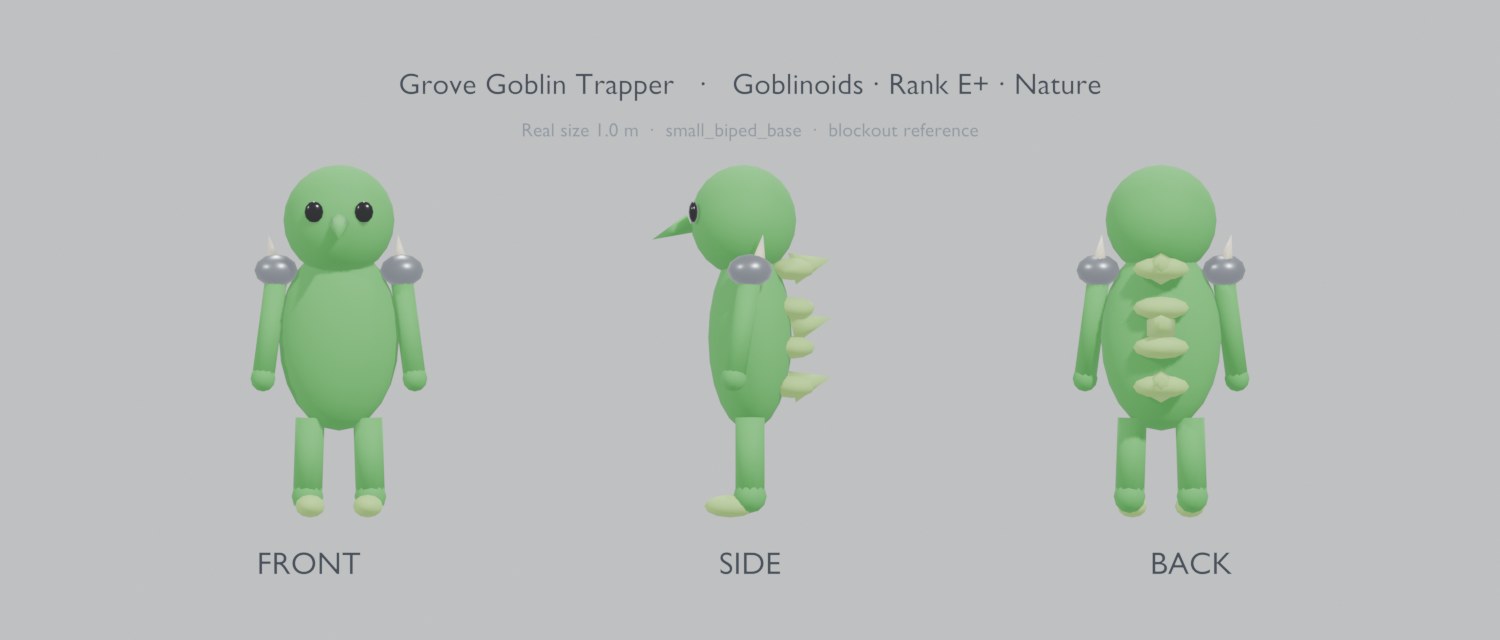 Grove Goblin Trapper · Goblinoids · Rank E+ · Nature
Real size 1.0 m · small_biped_base · blockout reference
FRONT SIDE BACK